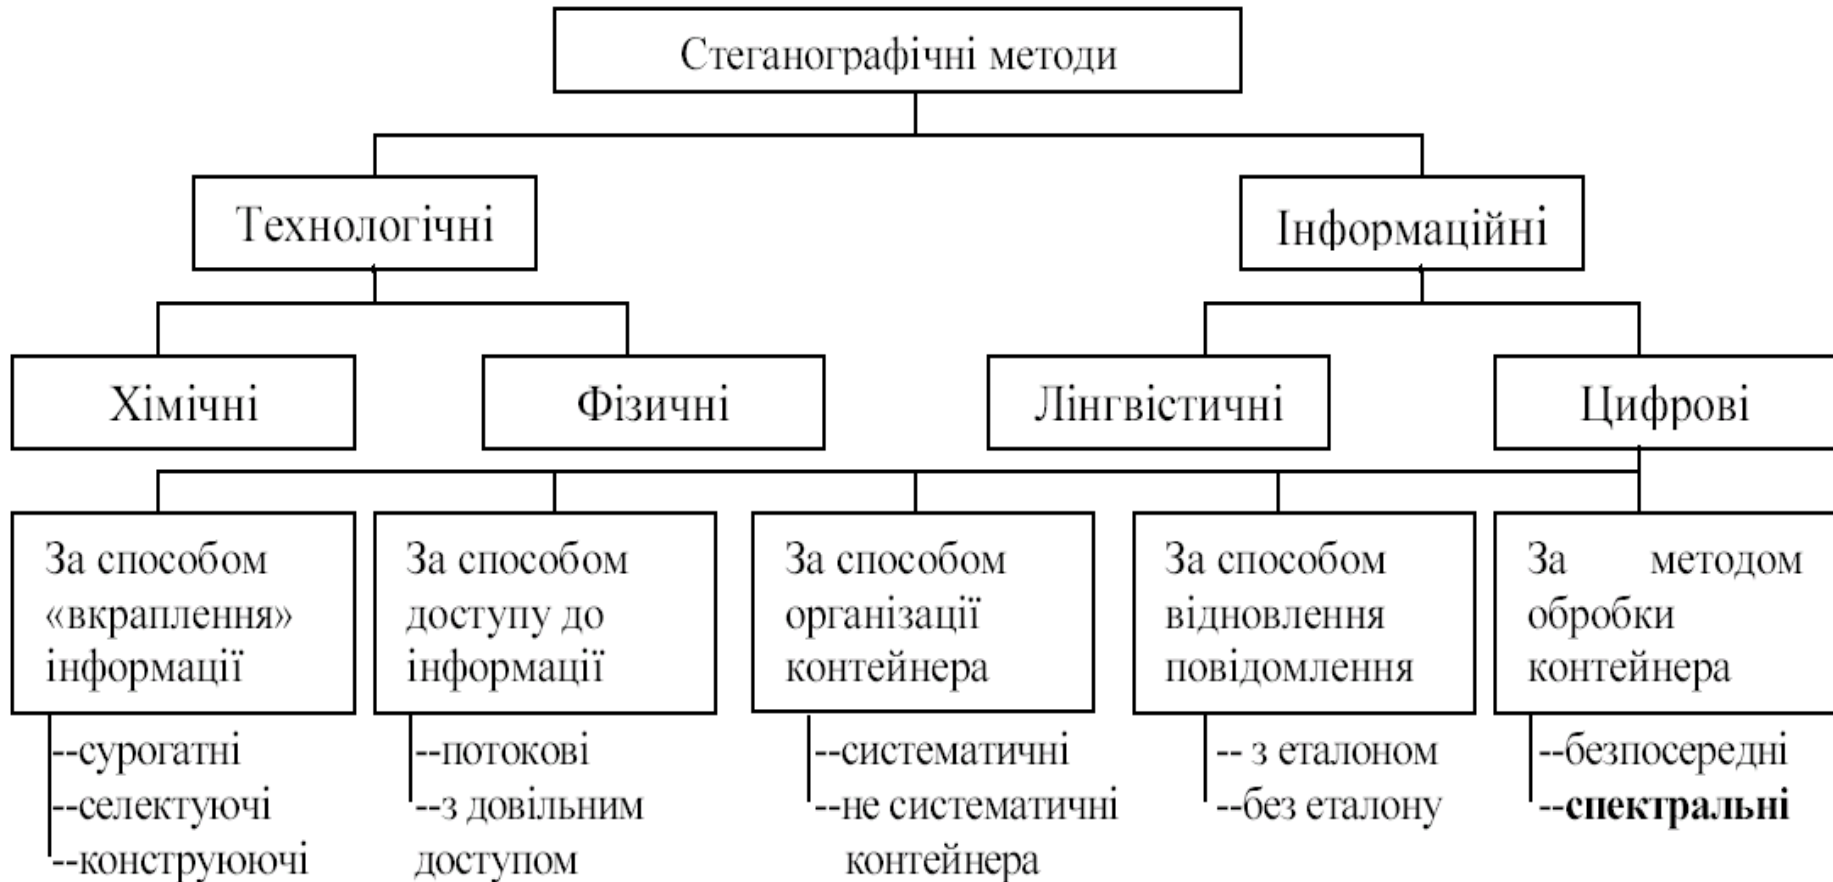 Стеганографічні методи
Технологічні
Інформаційні
Хімічні
Фізичні
Лінгвістичні
Цифрові
За способом
«вкраплення»
інформації
--сурогатні
--селектуючі
--конструюючі
За способом
доступу до
інформації
--потокові
--з довільним
доступом
За способом
організації
контейнера
--систематичні
--не систематичні
контейнера
За способом
відновлення
повідомлення
-- з еталоном
--без еталону
За методом
обробки
контейнера
--безпосередні
--спектральні